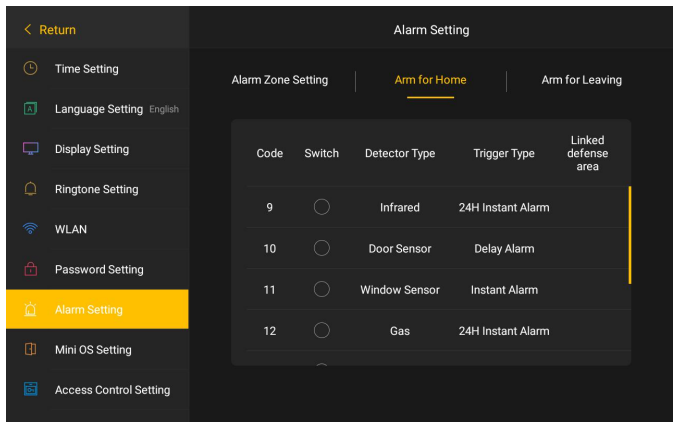 Return
Alarm Setting
Time Setting
Language Setting English
Display Setting
Ringtone Setting
WLAN
Password Setting
Alarm Setting
Mini OS Setting
Access Control Setting
Alarm Zone Setting
Arm for Home
Arm for Leaving
Code Switch Detector Type Trigger Type Linked defense area
9 Infrared 24H Instant Alarm
10 Door Sensor Delay Alarm
11 Window Sensor Instant Alarm
12 Gas 24H Instant Alarm